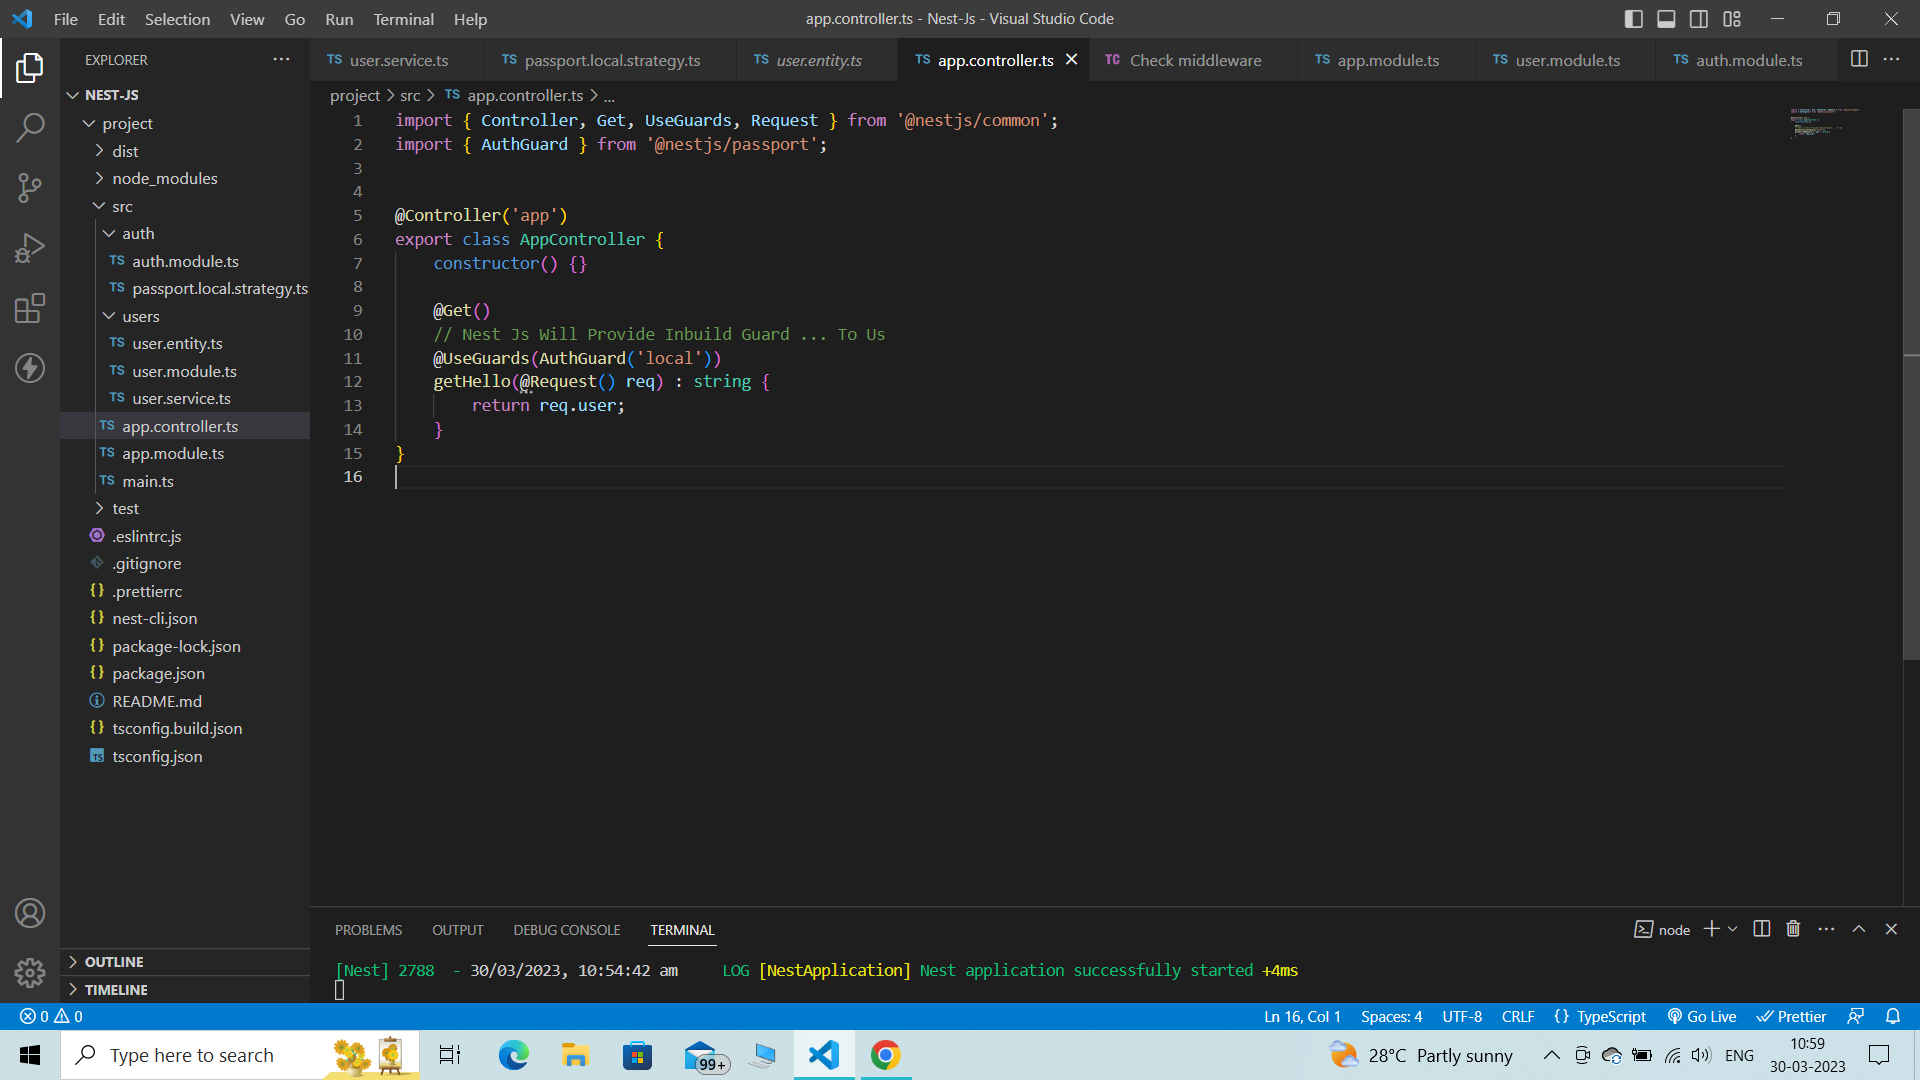 File Edit Selection View Go Run Terminal Help
app.controller.ts - Nest-Js - Visual Studio Code
EXPLORER
NEST-JS
project
dist
node_modules
src
auth
TS auth.module.ts
TS passport.local.strategy.ts
users
TS user.entity.ts
TS user.module.ts
TS user.service.ts
TS app.controller.ts
TS app.module.ts
TS main.ts
test
.eslintrc.js
.gitignore
{} .prettierrc
{} nest-cli.json
{} package-lock.json
{} package.json
README.md
{} tsconfig.build.json
TS tsconfig.json
OUTLINE
TIMELINE
TS user.service.ts TS passport.local.strategy.ts TS user.entity.ts TS app.controller.ts TC Check middleware TS app.module.ts TS user.module.ts TS auth.module.ts
project > src > TS app.controller.ts > ...
1 import { Controller, Get, UseGuards, Request } from '@nestjs/common';
2 import { AuthGuard } from '@nestjs/passport';
3
4
5 @Controller('app')
6 export class AppController {
7 constructor() {}
8
9 @Get()
10 // Nest Js Will Provide Inbuild Guard ... To Us
11 @UseGuards(AuthGuard('local'))
12 getHello(@Request() req) : string {
13 return req.user;
14 }
15 }
16
PROBLEMS OUTPUT DEBUG CONSOLE TERMINAL
node
[Nest] 2788 - 30/03/2023, 10:54:42 am LOG [NestApplication] Nest application successfully started +4ms
0 0
Ln 16, Col 1 Spaces: 4 UTF-8 CRLF {} TypeScript Go Live Prettier
Type here to search
99+
28°C Partly sunny
ENG
10:59
30-03-2023